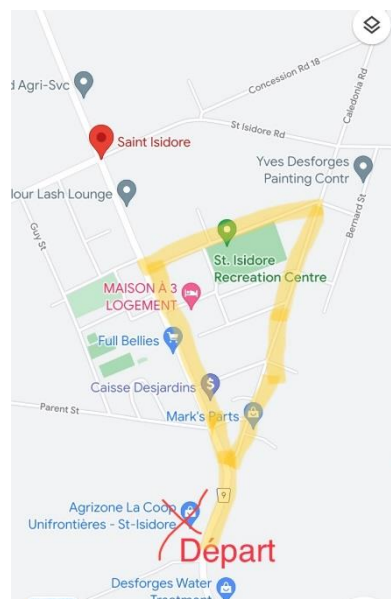 Concession Rd 18
Caledonia Rd
d Agri-Svc
St Isidore Rd
Saint Isidore
Yves Desforges
Painting Contr
lour Lash Lounge
Bernard St
Guy St
St. Isidore
Recreation Centre
MAISON À 3
LOGEMENT
Full Bellies
Caisse Desjardins
Parent St
Mark's Parts
9
Agrizone La Coop
Unifrontières - St-Isidore
Départ
Desforges Water
Treatment